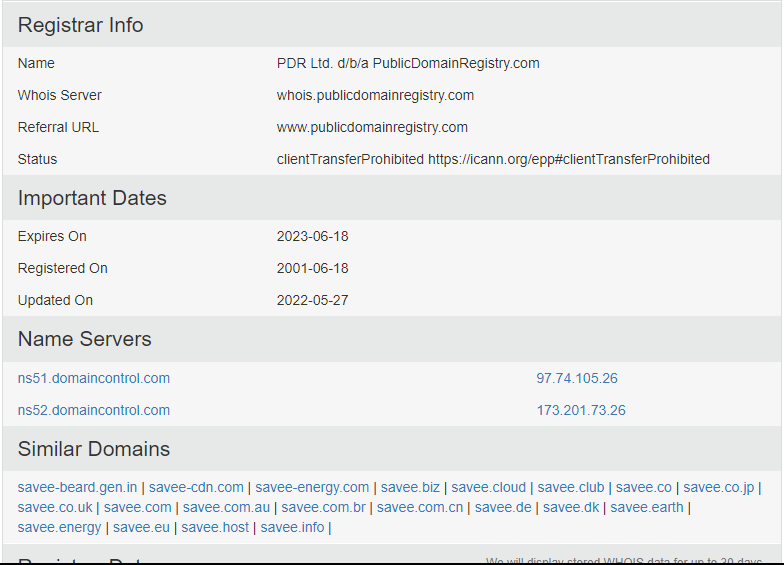 Registrar Info
Name PDR Ltd. d/b/a PublicDomainRegistry.com
Whois Server whois.publicdomainregistry.com
Referral URL www.publicdomainregistry.com
Status clientTransferProhibited https://icann.org/epp#clientTransferProhibited
Important Dates
Expires On 2023-06-18
Registered On 2001-06-18
Updated On 2022-05-27
Name Servers
ns51.domaincontrol.com 97.74.105.26
ns52.domaincontrol.com 173.201.73.26
Similar Domains
savee-beard.gen.in | savee-cdn.com | savee-energy.com | savee.biz | savee.cloud | savee.club | savee.co | savee.co.jp |
savee.co.uk | savee.com | savee.com.au | savee.com.br | savee.com.cn | savee.de | savee.dk | savee.earth |
savee.energy | savee.eu | savee.host | savee.info |
We will display stored WHOIS data for up to 30 days